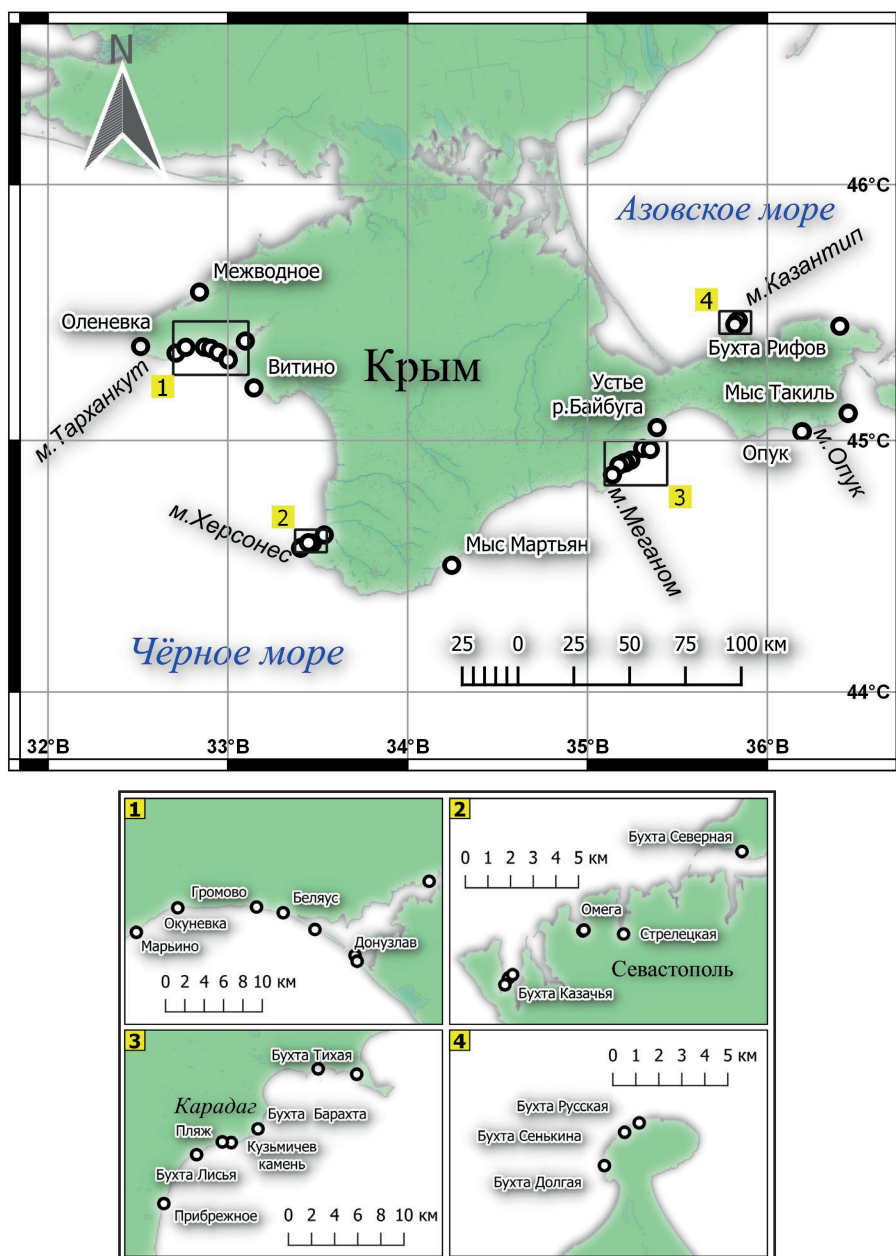 N
46°С
Азовское море
м.Казантип
Межводное
4
Оленевка
Бухта Рифов
Крым
Витино
Устье
р.Байбуга
Мыс Такиль
1
м.Тарханкут
45°С
Опук
м.Опук
м.Херсонес
2
3
м.Меганом
Мыс Мартьян
Чёрное море
25 0 25 50 75 100 км
44°С
32°В 33°В 34°В 35°В 36°В
1
Громово
Беляус
Окуневка
Марьино
Донузлав
0 2 4 6 8 10 км
2
Бухта Северная
0 1 2 3 4 5 км
Омега
Стрелецкая
Севастополь
Бухта Казачья
3
Бухта Тихая
Карадаг
Бухта Барахта
Пляж
Кузьмичев
камень
Бухта Лисья
Прибрежное
0 2 4 6 8 10 км
4
0 1 2 3 4 5 км
Бухта Русская
Бухта Сенькина
Бухта Долгая